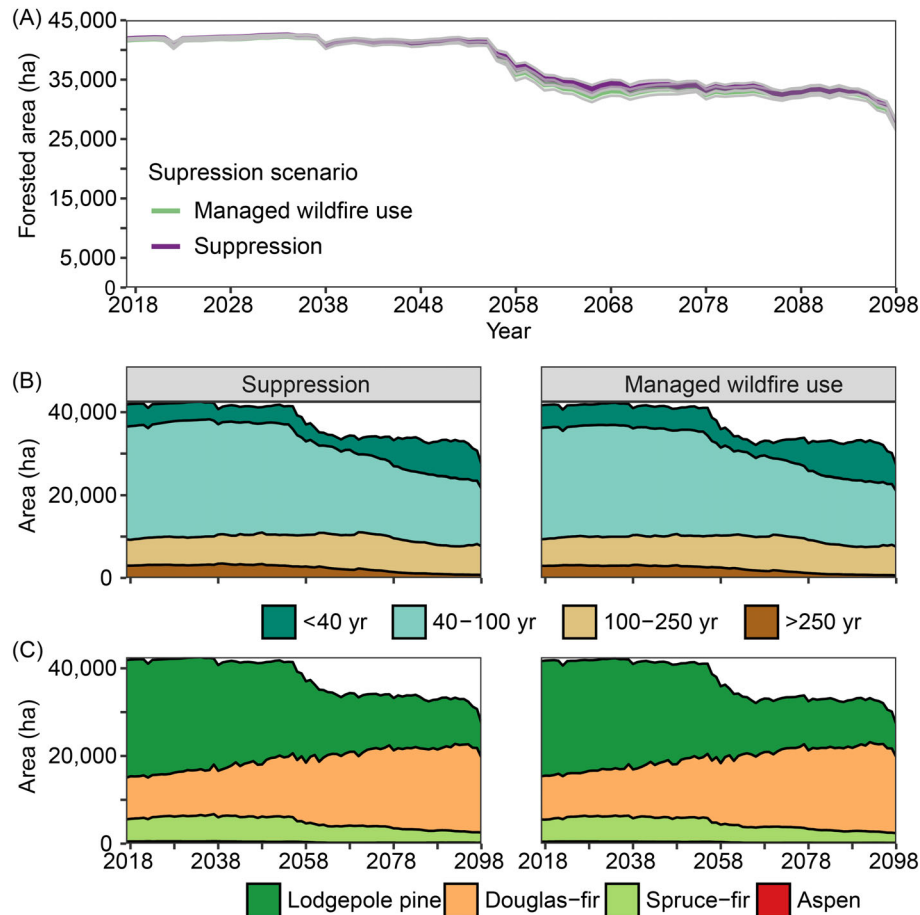 (A)
45,000
35,000
25,000
15,000
5,000
0
Forested area (ha)
Supression scenario
Managed wildfire use
Suppression
2018 2028 2038 2048 2058 2068 2078 2088 2098
Year
(B)
Suppression
Managed wildfire use
40,000
20,000
0
Area (ha)
<40 yr 40–100 yr 100–250 yr >250 yr
(C)
40,000
20,000
0
Area (ha)
2018 2038 2058 2078 2098 2018 2038 2058 2078 2098
Lodgepole pine Douglas–fir Spruce–fir Aspen